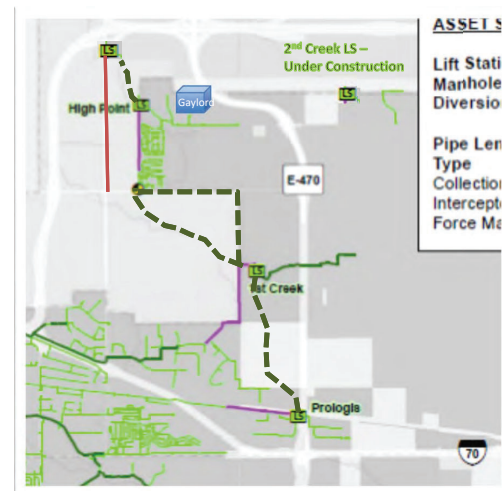 ASSET S
2nd Creek LS –
Under Construction
Lift Stati
Manhole
Diversio
LS
LS
LS
High Point
Gaylord
Pipe Len
Type
Collection
Intercepto
Force Ma
E-470
LS
1st Creek
LS
Prologis
70